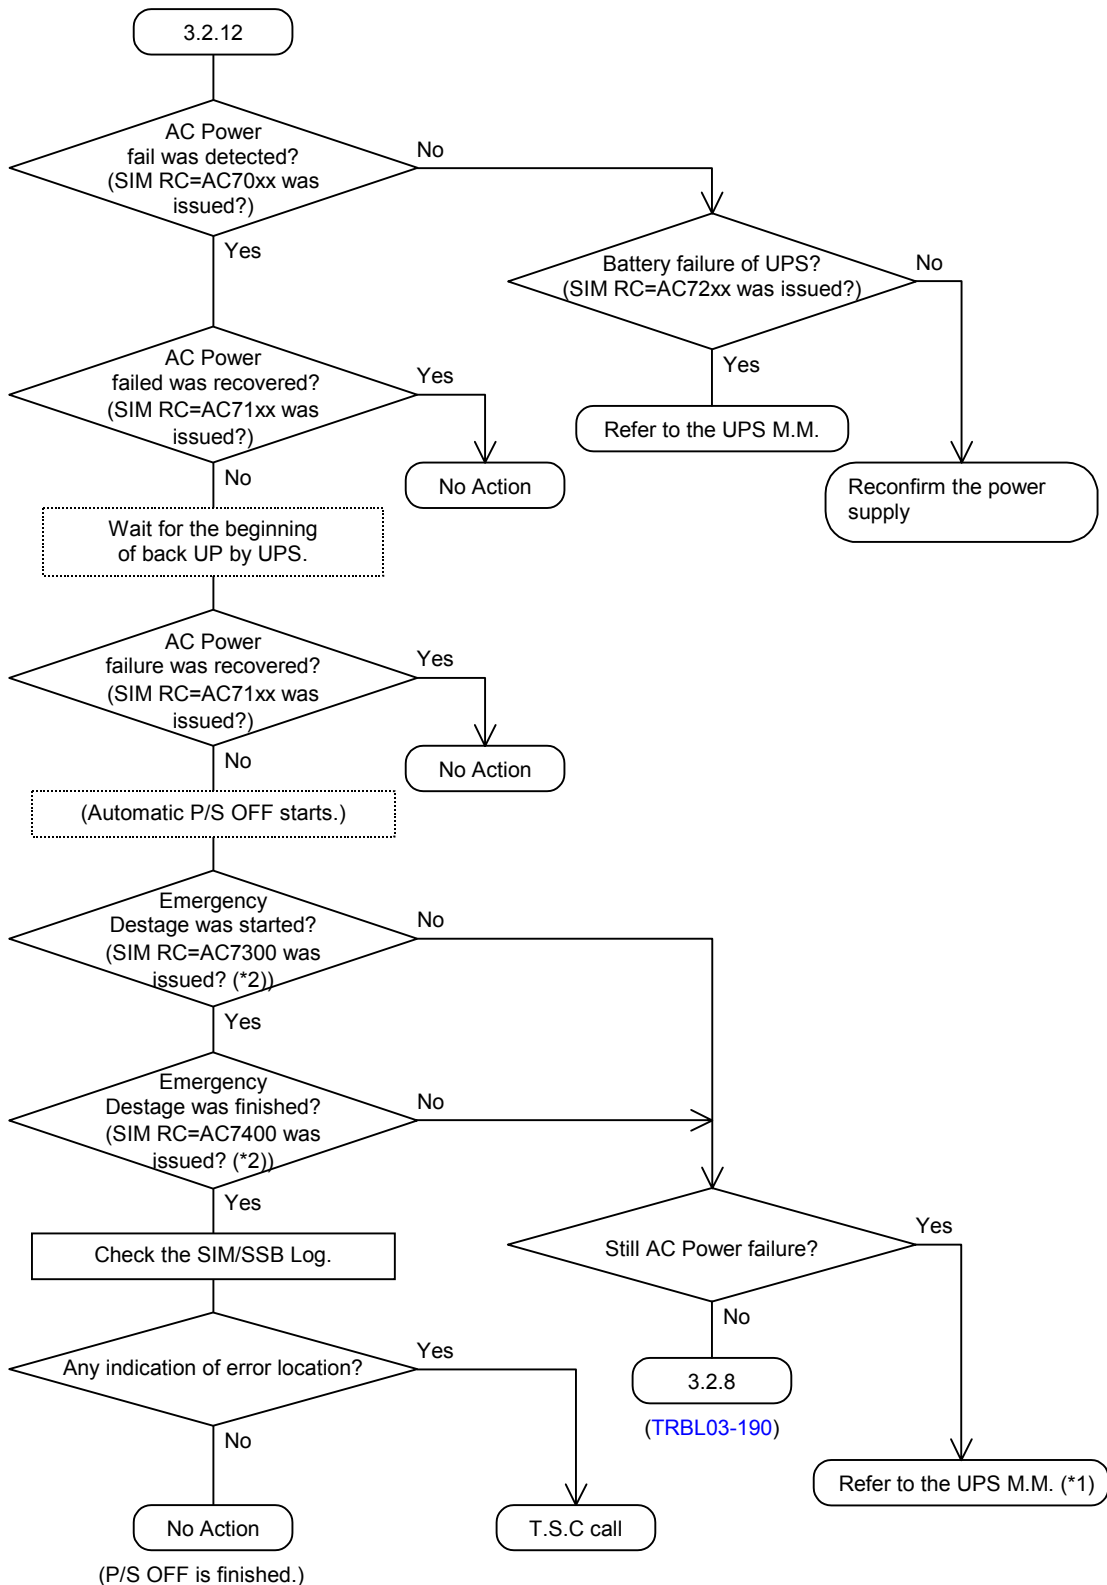 3.2.12
AC Power
fail was detected?
(SIM RC=AC70xx was
issued?)
No
Yes
Battery failure of UPS?
(SIM RC=AC72xx was issued?)
No
Yes
AC Power
failed was recovered?
(SIM RC=AC71xx was
issued?)
Yes
No
Refer to the UPS M.M.
No Action
Reconfirm the power
supply
Wait for the beginning
of back UP by UPS.
AC Power
failure was recovered?
(SIM RC=AC71xx was
issued?)
Yes
No
No Action
(Automatic P/S OFF starts.)
Emergency
Destage was started?
(SIM RC=AC7300 was
issued? (*2))
No
Yes
Emergency
Destage was finished?
(SIM RC=AC7400 was
issued? (*2))
No
Yes
Check the SIM/SSB Log.
Still AC Power failure?
Yes
No
Any indication of error location?
Yes
No
3.2.8
(TRBL03-190)
Refer to the UPS M.M. (*1)
No Action
(P/S OFF is finished.)
T.S.C call